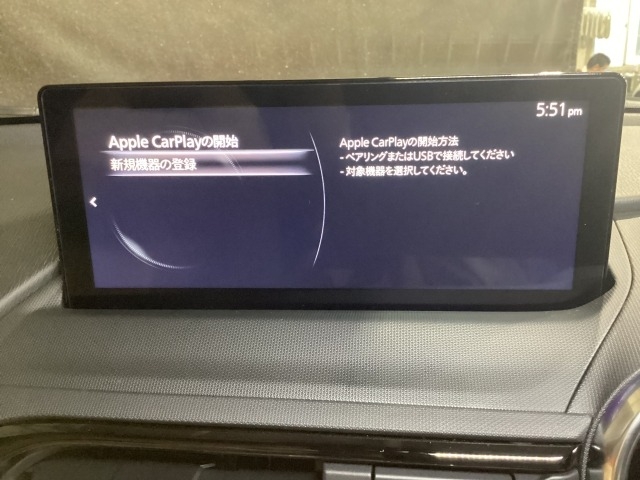 5:51pm
Apple CarPlayの開始
新規機器の登録
Apple CarPlayの開始方法
- ペアリングまたはUSBで接続してください
- 対象機器を選択してください。